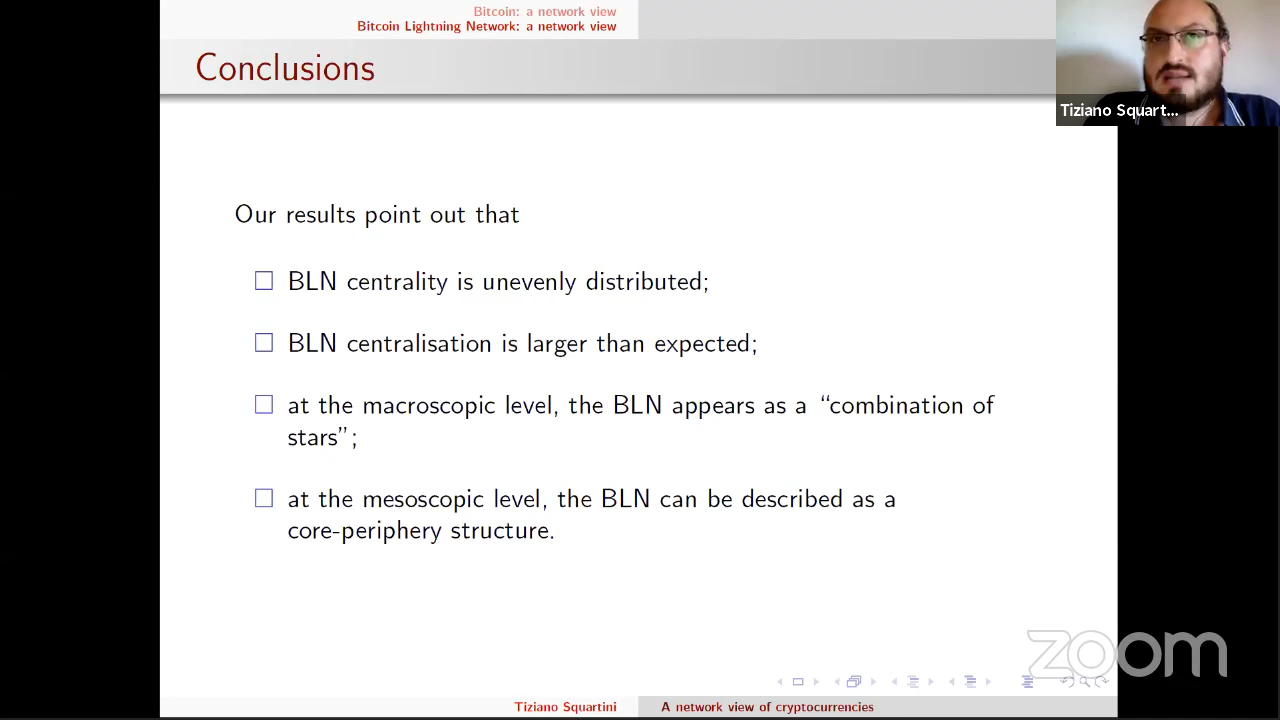 Bitcoin: a network view
Bitcoin Lightning Network: a network view
Conclusions
Tiziano Squart...
Our results point out that
BLN centrality is unevenly distributed;
BLN centralisation is larger than expected;
at the macroscopic level, the BLN appears as a “combination of
stars”;
at the mesoscopic level, the BLN can be described as a
core-periphery structure.
zoom
Tiziano Squartini
A network view of cryptocurrencies